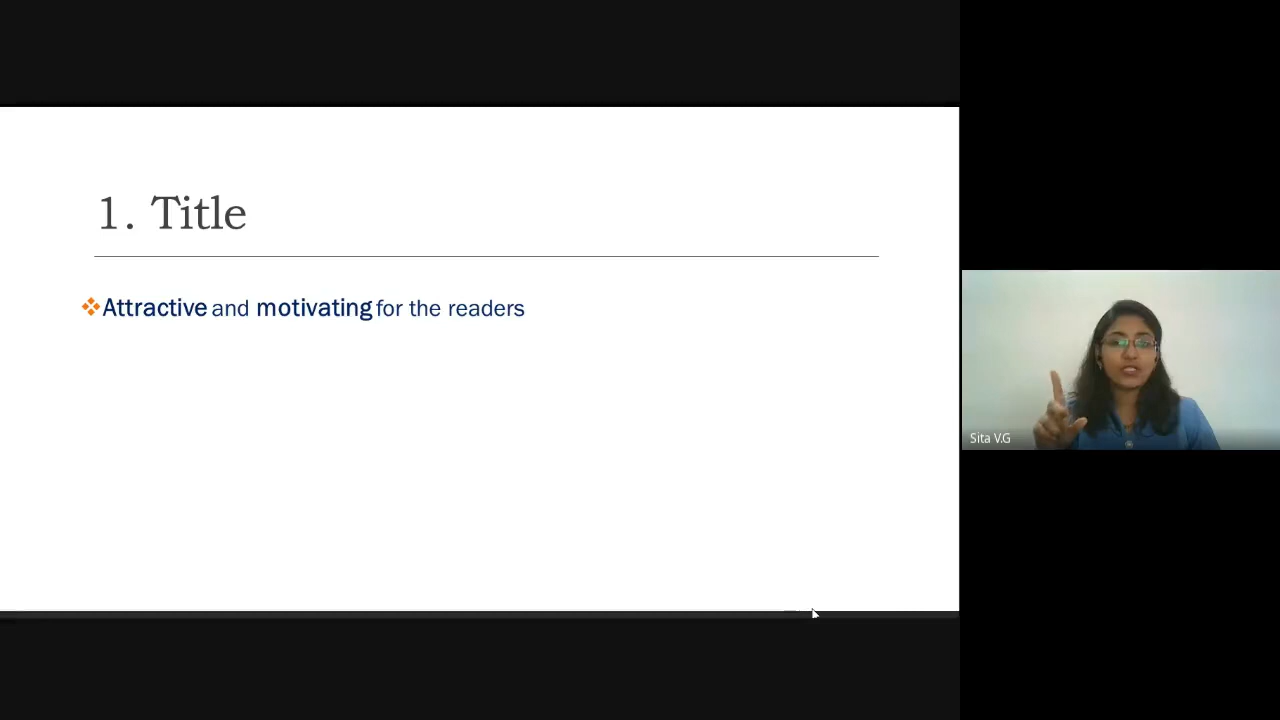 1. Title
Attractive and motivating for the readers
Sita V.G